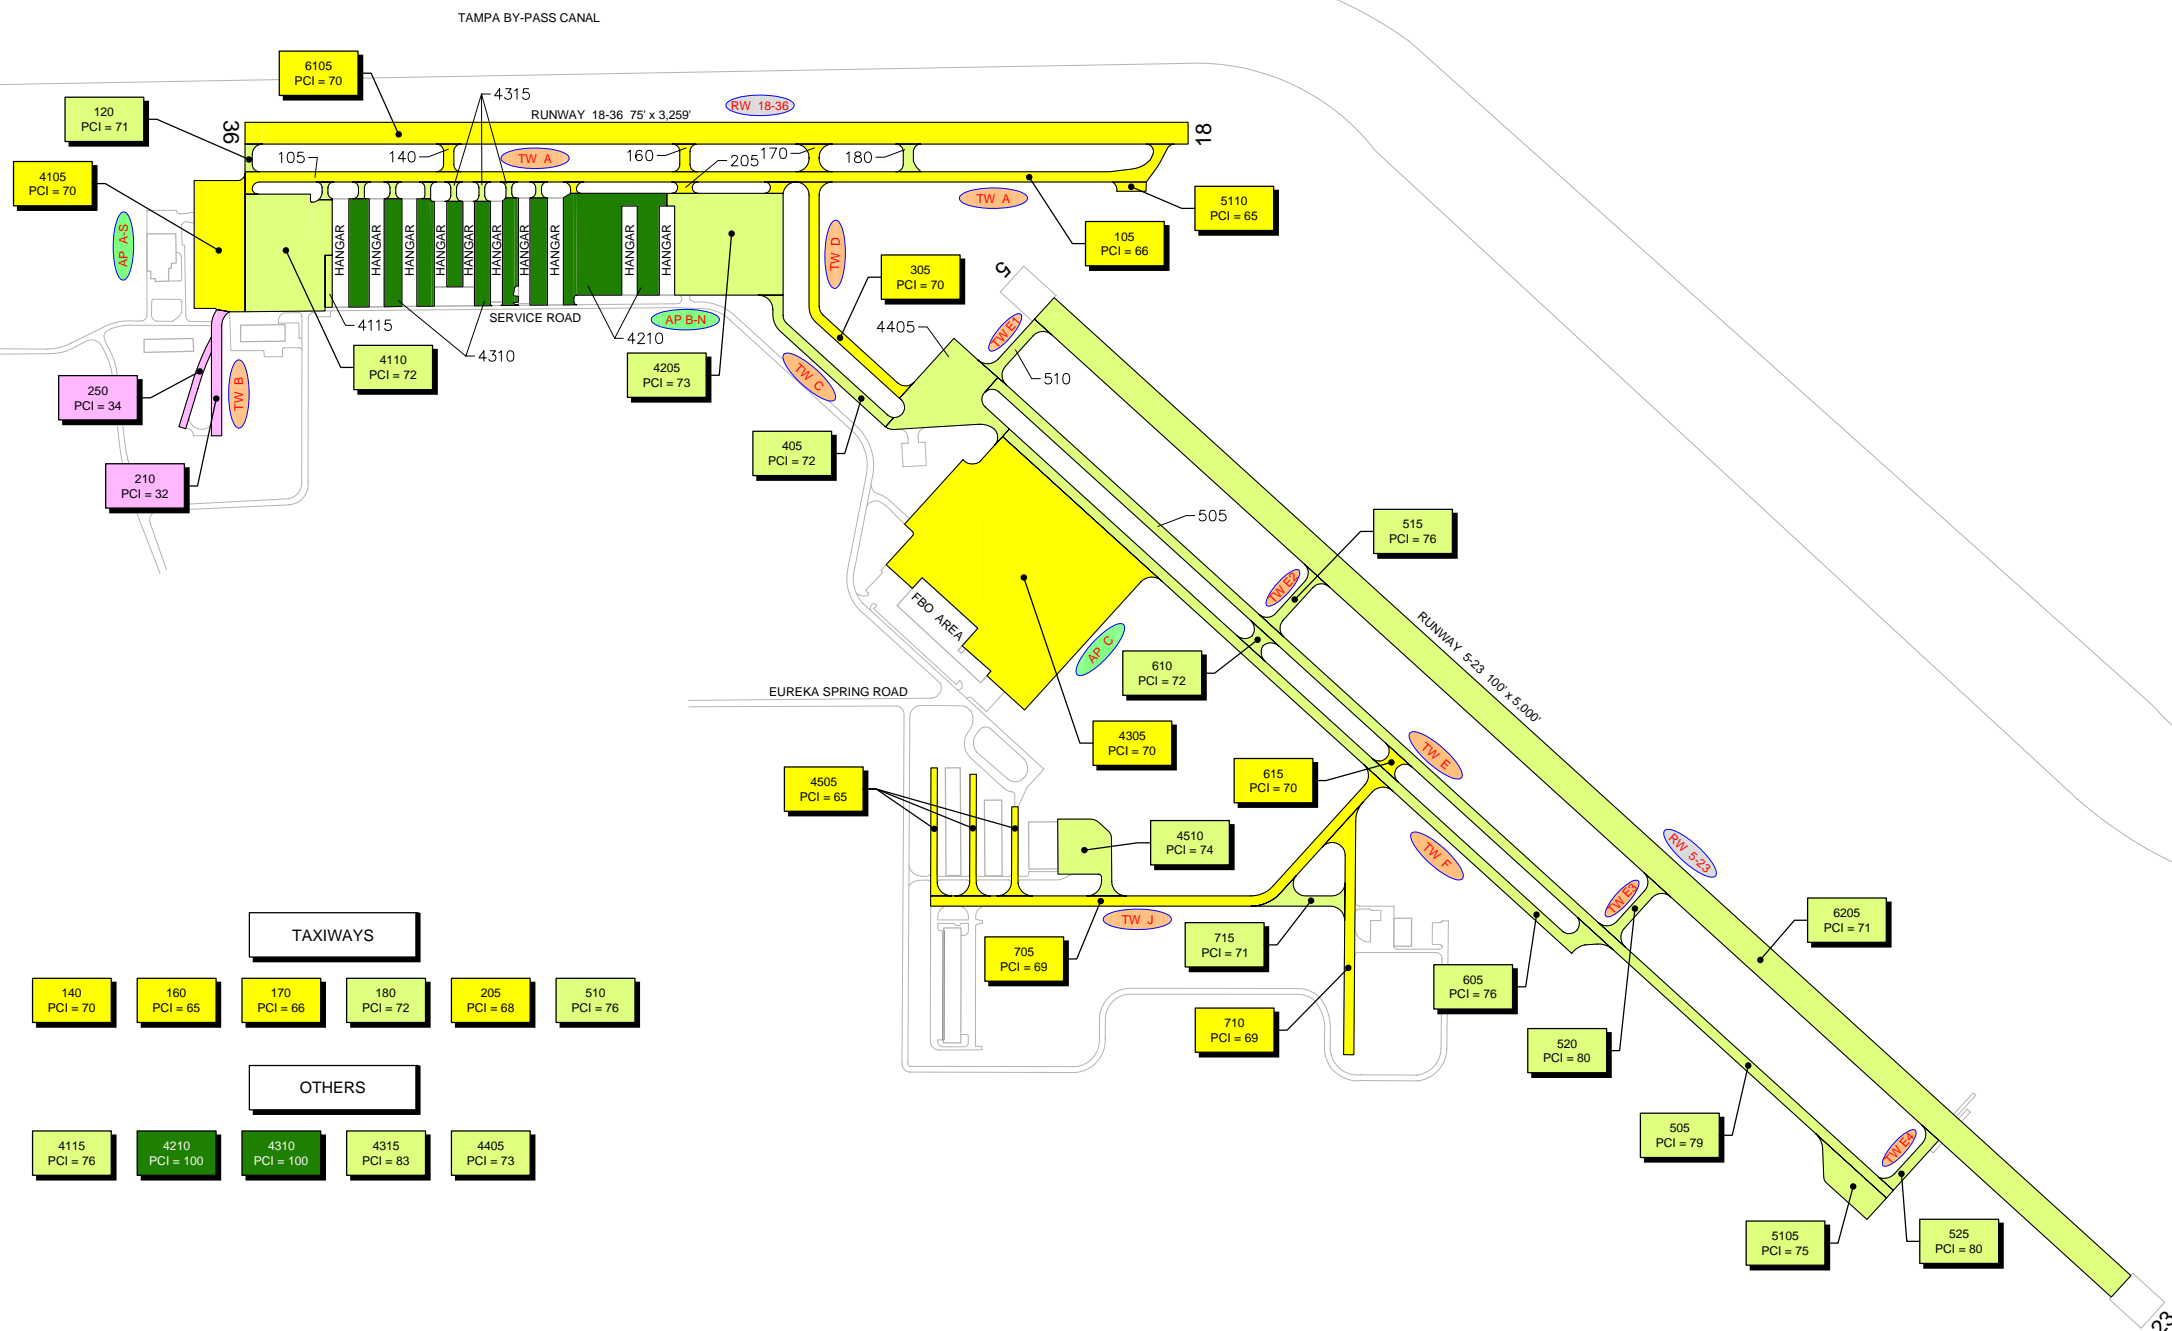 TAMPA BY-PASS CANAL
6105
PCI = 70
120
PCI = 71
4315
RW 18-36
RUNWAY 18-36 75' x 3,259'
36
18
105
140
TW A
160
205
170
180
4105
PCI = 70
TW A
5110
PCI = 65
105
PCI = 66
AP A-S
HANGAR
HANGAR
HANGAR
HANGAR
HANGAR
HANGAR
HANGAR
HANGAR
HANGAR
HANGAR
TW D
305
PCI = 70
5
4115
SERVICE ROAD
AP B-N
4210
4310
4405
TW E1
510
4110
PCI = 72
4205
PCI = 73
TW C
250
PCI = 34
TW B
210
PCI = 32
405
PCI = 72
505
515
PCI = 76
TW E2
FBO AREA
AP C
610
PCI = 72
RUNWAY 5-23 100' x 5,000'
EUREKA SPRING ROAD
4305
PCI = 70
TW E
4505
PCI = 65
615
PCI = 70
4510
PCI = 74
TW F
RW 5-23
TW E3
6205
PCI = 71
TW J
705
PCI = 69
715
PCI = 71
605
PCI = 76
710
PCI = 69
520
PCI = 80
505
PCI = 79
TW E4
5105
PCI = 75
525
PCI = 80
23
TAXIWAYS
140
PCI = 70
160
PCI = 65
170
PCI = 66
180
PCI = 72
205
PCI = 68
510
PCI = 76
OTHERS
4115
PCI = 76
4210
PCI = 100
4310
PCI = 100
4315
PCI = 83
4405
PCI = 73